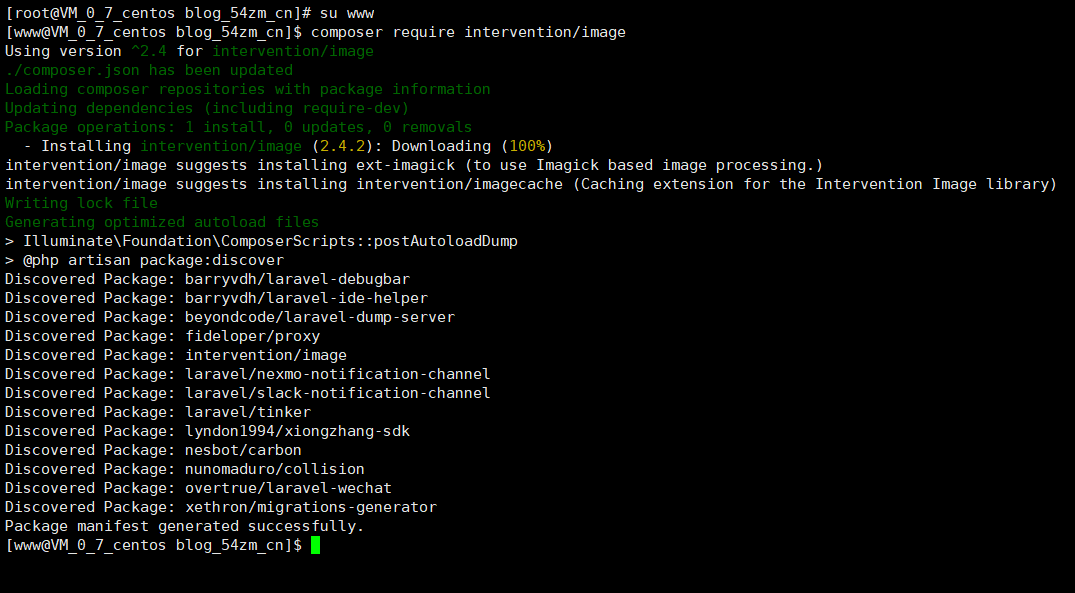 [root@VM_0_7_centos blog_54zm_cn]# su www
[www@VM_0_7_centos blog_54zm_cn]$ composer require intervention/image
Using version ^2.4 for intervention/image
./composer.json has been updated
Loading composer repositories with package information
Updating dependencies (including require-dev)
Package operations: 1 install, 0 updates, 0 removals
  - Installing intervention/image (2.4.2): Downloading (100%)
intervention/image suggests installing ext-imagick (to use Imagick based image processing.)
intervention/image suggests installing intervention/imagecache (Caching extension for the Intervention Image library)
Writing lock file
Generating optimized autoload files
> Illuminate\Foundation\ComposerScripts::postAutoloadDump
> @php artisan package:discover
Discovered Package: barryvdh/laravel-debugbar
Discovered Package: barryvdh/laravel-ide-helper
Discovered Package: beyondcode/laravel-dump-server
Discovered Package: fideloper/proxy
Discovered Package: intervention/image
Discovered Package: laravel/nexmo-notification-channel
Discovered Package: laravel/slack-notification-channel
Discovered Package: laravel/tinker
Discovered Package: lyndon1994/xiongzhang-sdk
Discovered Package: nesbot/carbon
Discovered Package: nunomaduro/collision
Discovered Package: overtrue/laravel-wechat
Discovered Package: xethron/migrations-generator
Package manifest generated successfully.
[www@VM_0_7_centos blog_54zm_cn]$